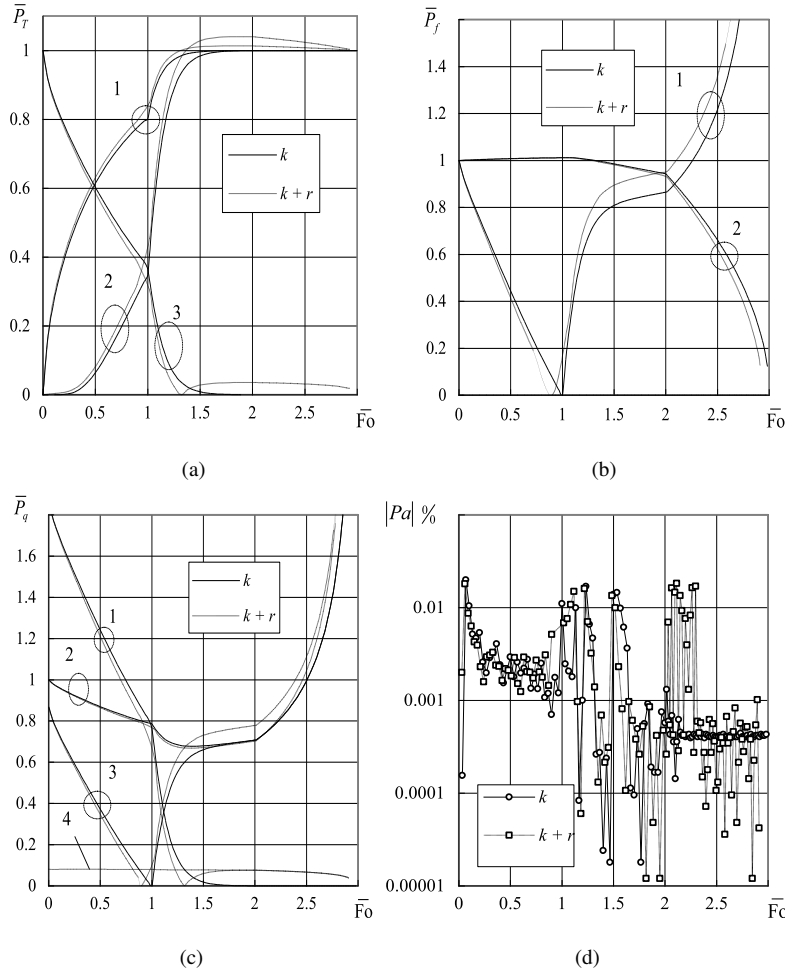 P̅_T
1
0.8
0.6
0.4
0.2
0
1
2
3
k
k + r
0 0.5 1 1.5 2 2.5
F̅o
(a)
P̅_f
1.4
1.2
1
0.8
0.6
0.4
0.2
0
1
2
k
k + r
0 0.5 1 1.5 2 2.5
F̅o
(b)
P̅_q
1.6
1.4
1.2
1
0.8
0.6
0.4
0.2
0
1
2
3
4
k
k + r
0 0.5 1 1.5 2 2.5
F̅o
(c)
|Pa| %
0.01
0.001
0.0001
0.00001
k
k + r
0 0.5 1 1.5 2 2.5
F̅o
(d)